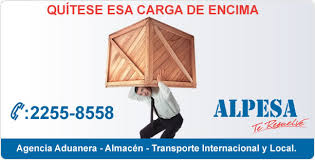 QUÍTESE ESA CARGA DE ENCIMA
✆:2255-8558
ALPESA
Te Resuelve
Agencia Aduanera - Almacén - Transporte Internacional y Local.